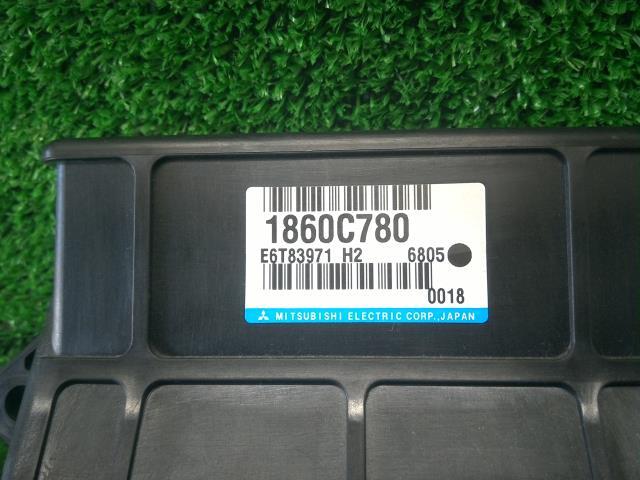 1860C780
E6T83971 H2 6805
0018
MITSUBISHI ELECTRIC CORP., JAPAN